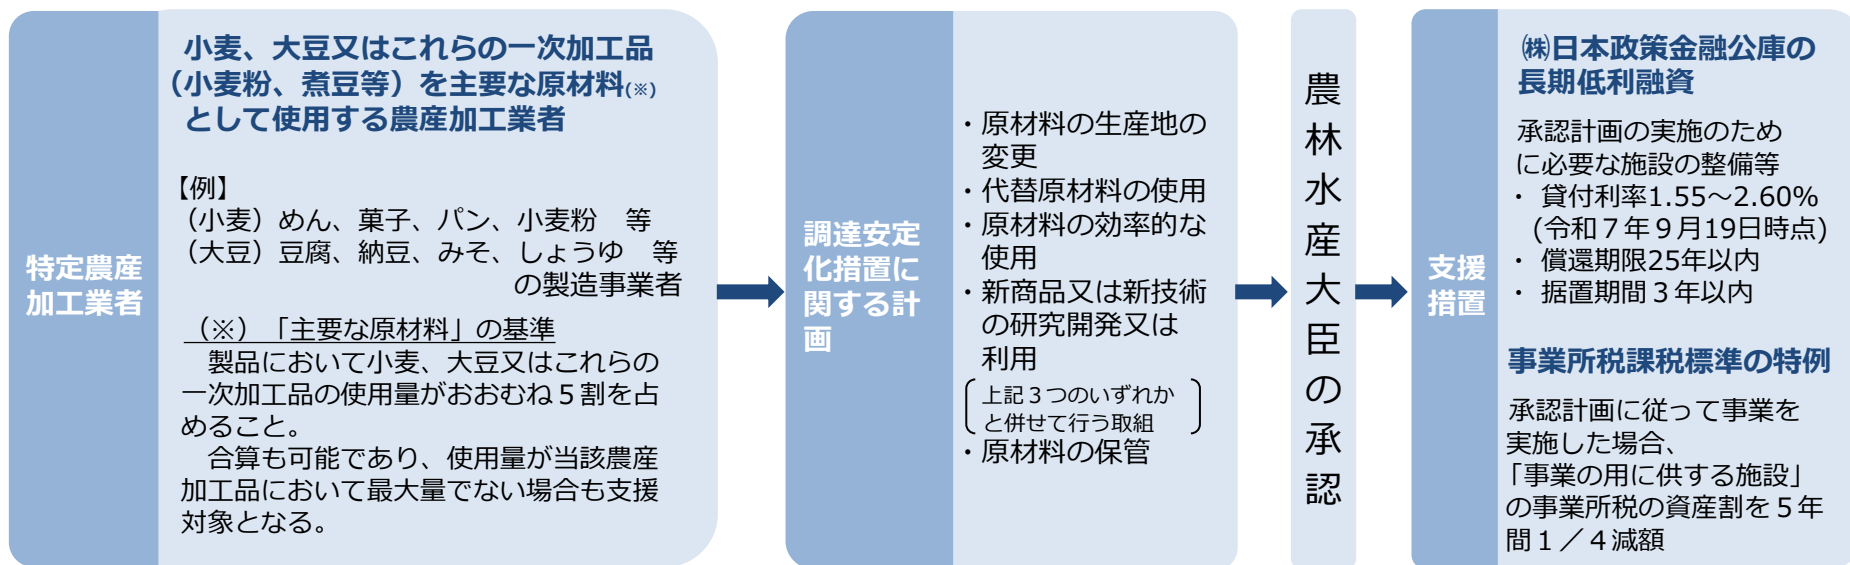 特定農産
加工業者
小麦、大豆又はこれらの一次加工品
（小麦粉、煮豆等）を主要な原材料(※)
として使用する農産加工業者
【例】
（小麦）めん、菓子、パン、小麦粉　等
（大豆）豆腐、納豆、みそ、しょうゆ　等
の製造事業者
（※）「主要な原材料」の基準
　製品において小麦、大豆又はこれらの
一次加工品の使用量がおおむね５割を占
めること。
　合算も可能であり、使用量が当該農産
加工品において最大量でない場合も支援
対象となる。
調達安定
化措置に
関する計
画
・原材料の生産地の
変更
・代替原材料の使用
・原材料の効率的な
使用
・新商品又は新技術
の研究開発又は
利用
上記３つのいずれか
と併せて行う取組
・原材料の保管
農林水産大臣の承認
支援
措置
㈱日本政策金融公庫の
長期低利融資
承認計画の実施のため
に必要な施設の整備等
・ 貸付利率1.55～2.60%
(令和７年９月19日時点)
・ 償還期限25年以内
・ 据置期間３年以内
事業所税課税標準の特例
承認計画に従って事業を
実施した場合、
「事業の用に供する施設」
の事業所税の資産割を５年
間１／４減額